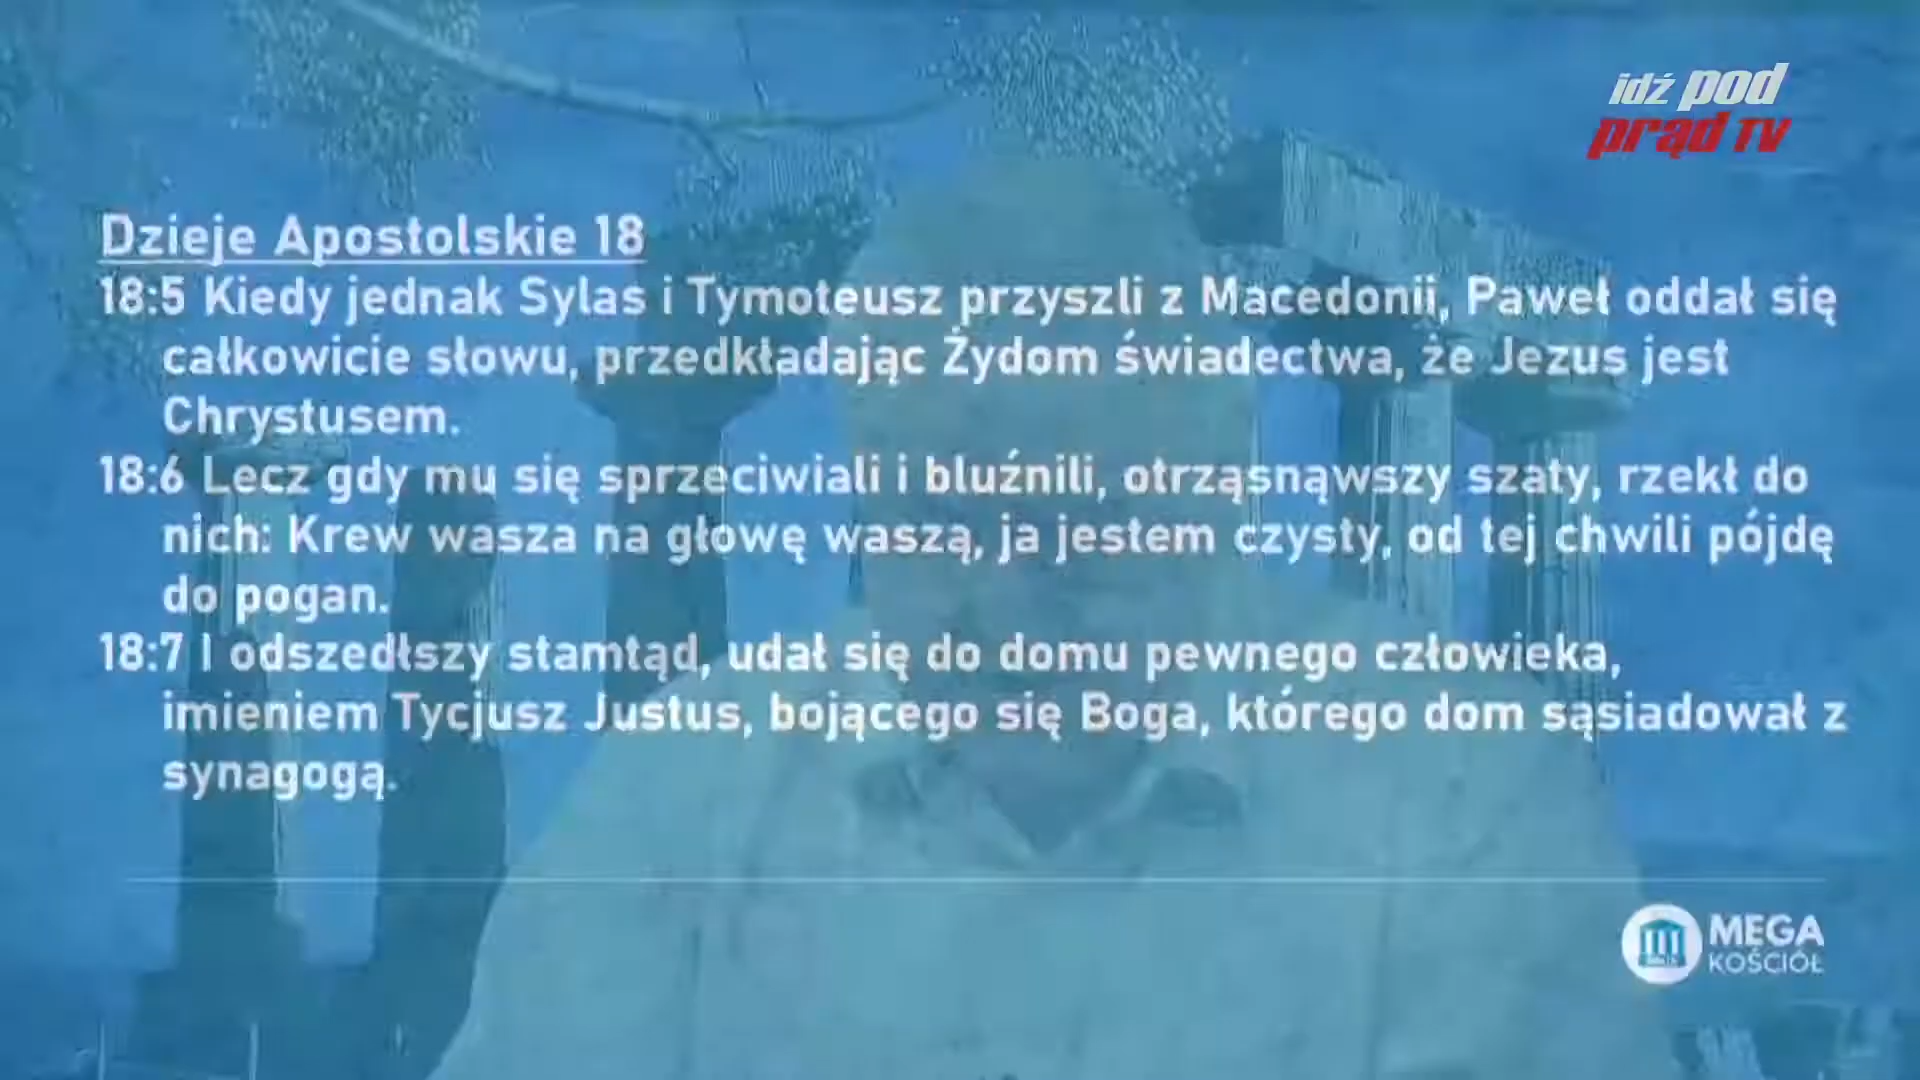 idź pod
prąd TV
Dzieje Apostolskie 18
18:5 Kiedy jednak Sylas i Tymoteusz przyszli z Macedonii, Paweł oddał się
całkowicie słowu, przedkładając Żydom świadectwa, że Jezus jest
Chrystusem.
18:6 Lecz gdy mu się sprzeciwiali i bluźnili, otrząsnąwszy szaty, rzekł do
nich: Krew wasza na głowę waszą, ja jestem czysty, od tej chwili pójdę
do pogan.
18:7 I odszedłszy stamtąd, udał się do domu pewnego człowieka,
imieniem Tycjusz Justus, bojącego się Boga, którego dom sąsiadował z
synagogą.
MEGA
KOŚCIÓŁ